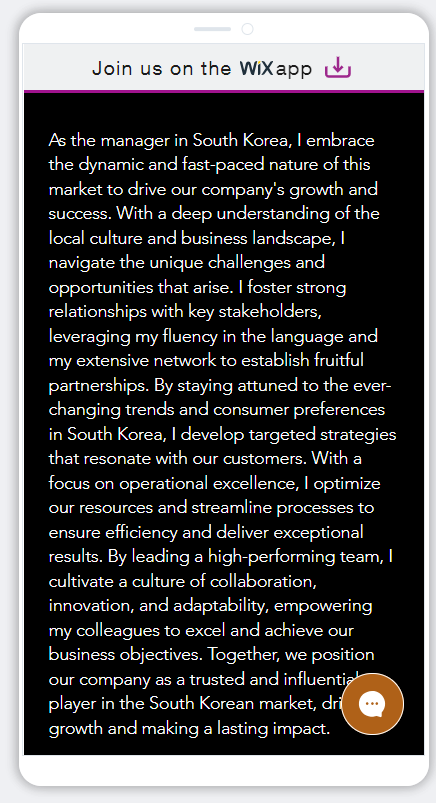 Join us on the WiX app
As the manager in South Korea, I embrace
the dynamic and fast-paced nature of this
market to drive our company's growth and
success. With a deep understanding of the
local culture and business landscape, I
navigate the unique challenges and
opportunities that arise. I foster strong
relationships with key stakeholders,
leveraging my fluency in the language and
my extensive network to establish fruitful
partnerships. By staying attuned to the ever-
changing trends and consumer preferences
in South Korea, I develop targeted strategies
that resonate with our customers. With a
focus on operational excellence, I optimize
our resources and streamline processes to
ensure efficiency and deliver exceptional
results. By leading a high-performing team, I
cultivate a culture of collaboration,
innovation, and adaptability, empowering
my colleagues to excel and achieve our
business objectives. Together, we position
our company as a trusted and influential
player in the South Korean market,
growth and making a lasting impact.